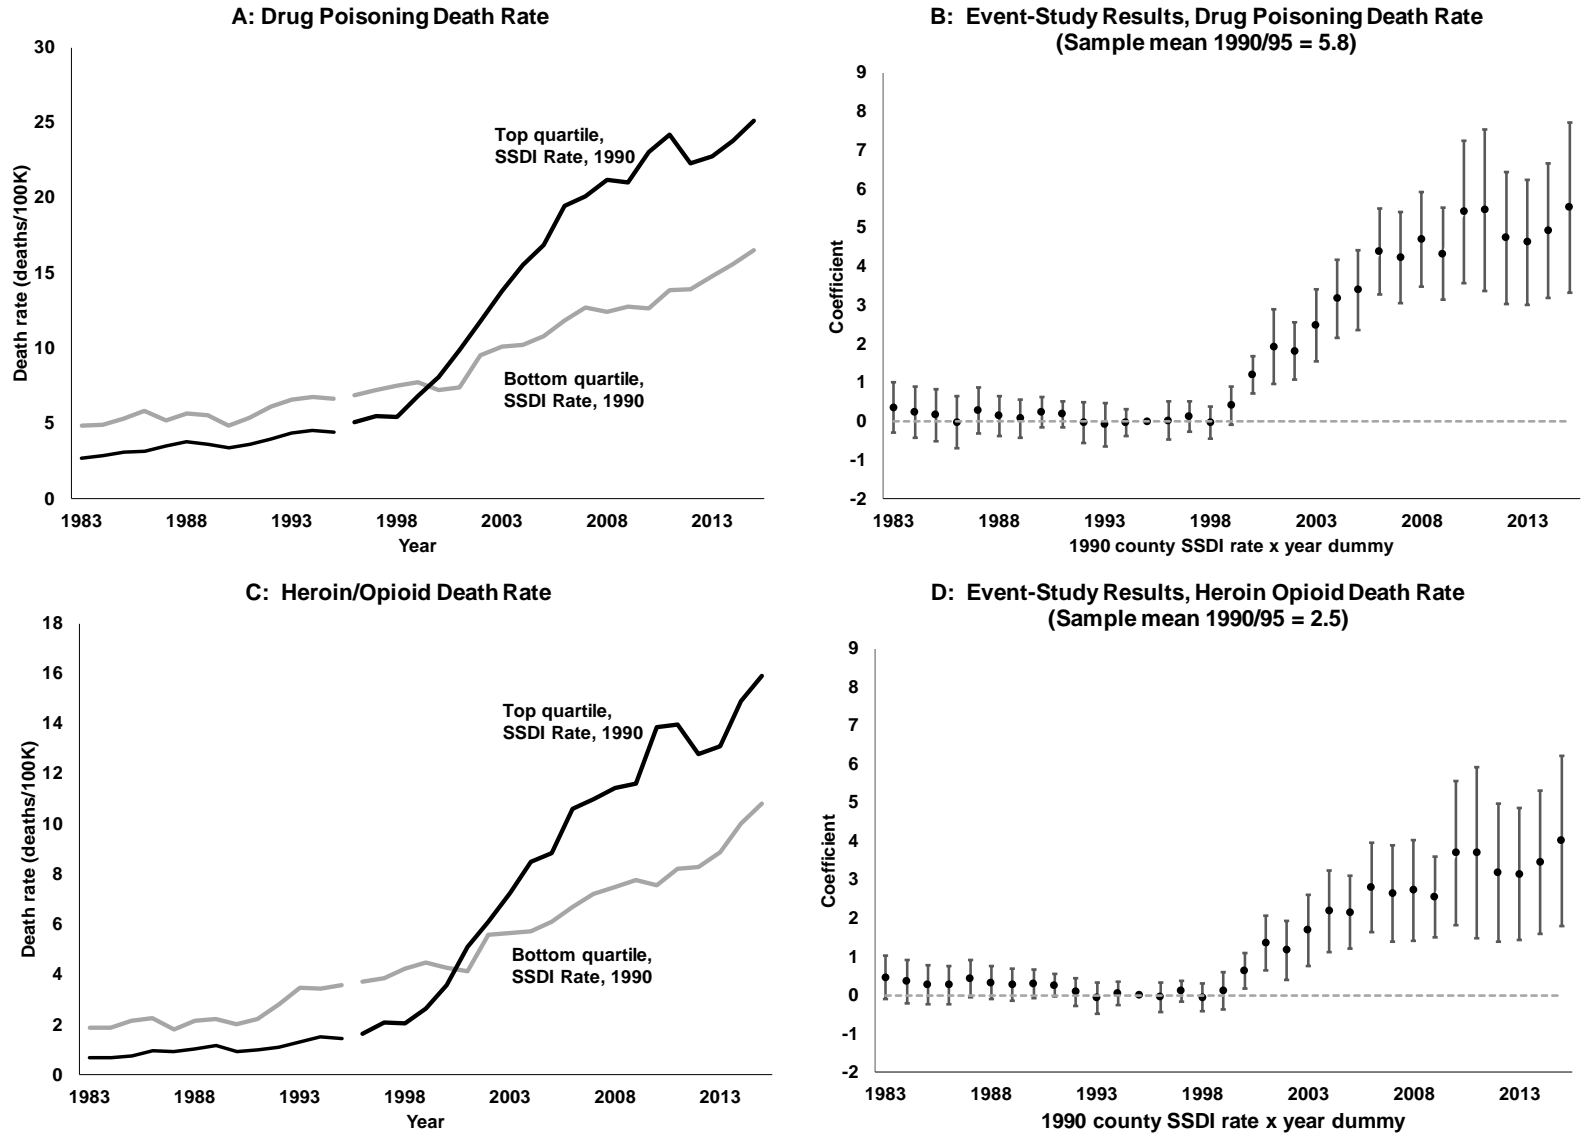 A: Drug Poisoning Death Rate
30
25
20
15
10
5
0
Death rate (deaths/100K)
Top quartile,
SSDI Rate, 1990
Bottom quartile,
SSDI Rate, 1990
1983 1988 1993 1998 2003 2008 2013
Year
B: Event-Study Results, Drug Poisoning Death Rate
(Sample mean 1990/95 = 5.8)
9
8
7
6
5
4
3
2
1
0
-1
-2
Coefficient
1983 1988 1993 1998 2003 2008 2013
1990 county SSDI rate x year dummy
C: Heroin/Opioid Death Rate
18
16
14
12
10
8
6
4
2
0
Death rate (deaths/100K)
Top quartile,
SSDI Rate, 1990
Bottom quartile,
SSDI Rate, 1990
1983 1988 1993 1998 2003 2008 2013
Year
D: Event-Study Results, Heroin Opioid Death Rate
(Sample mean 1990/95 = 2.5)
9
8
7
6
5
4
3
2
1
0
-1
-2
Coefficient
1983 1988 1993 1998 2003 2008 2013
1990 county SSDI rate x year dummy